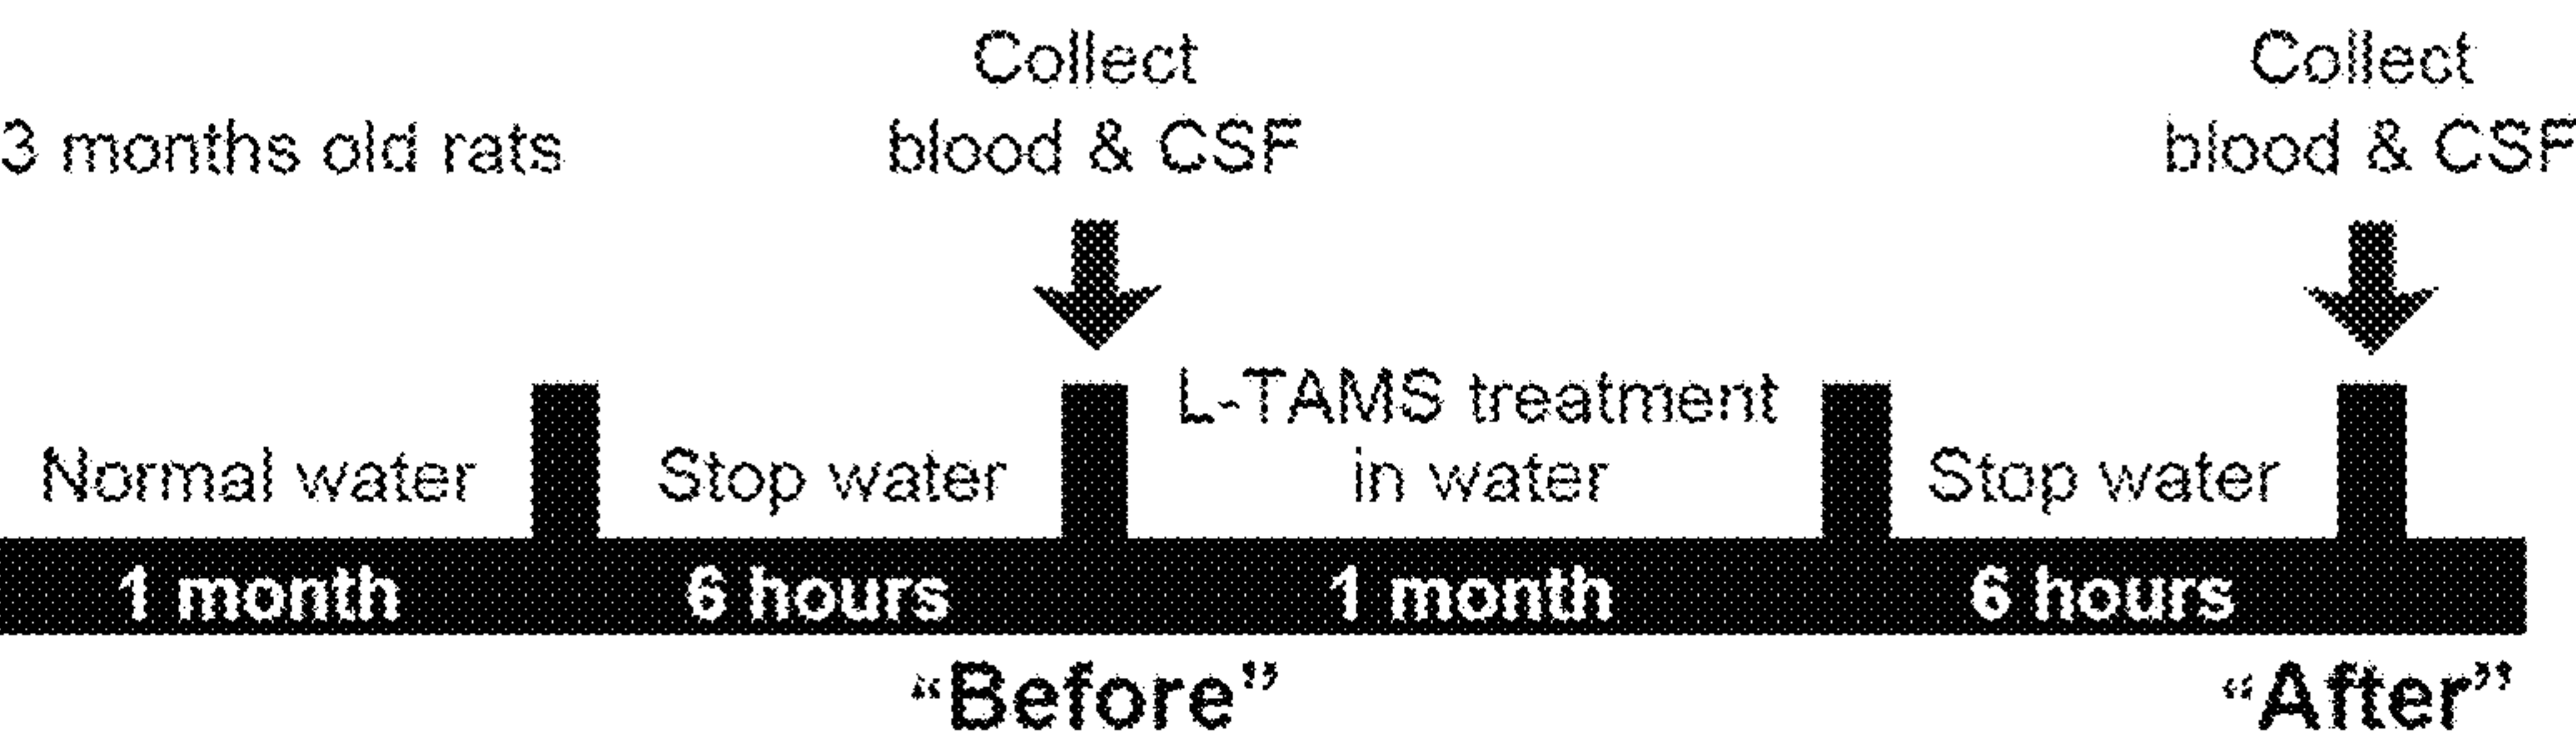 Collect
blood & CSF
Collect
blood & CSF
3 months old rats
L-TAMS treatment
in water
Normal water
Stop water
Stop water
1 month
6 hours
1 month
6 hours
“Before”
“After”